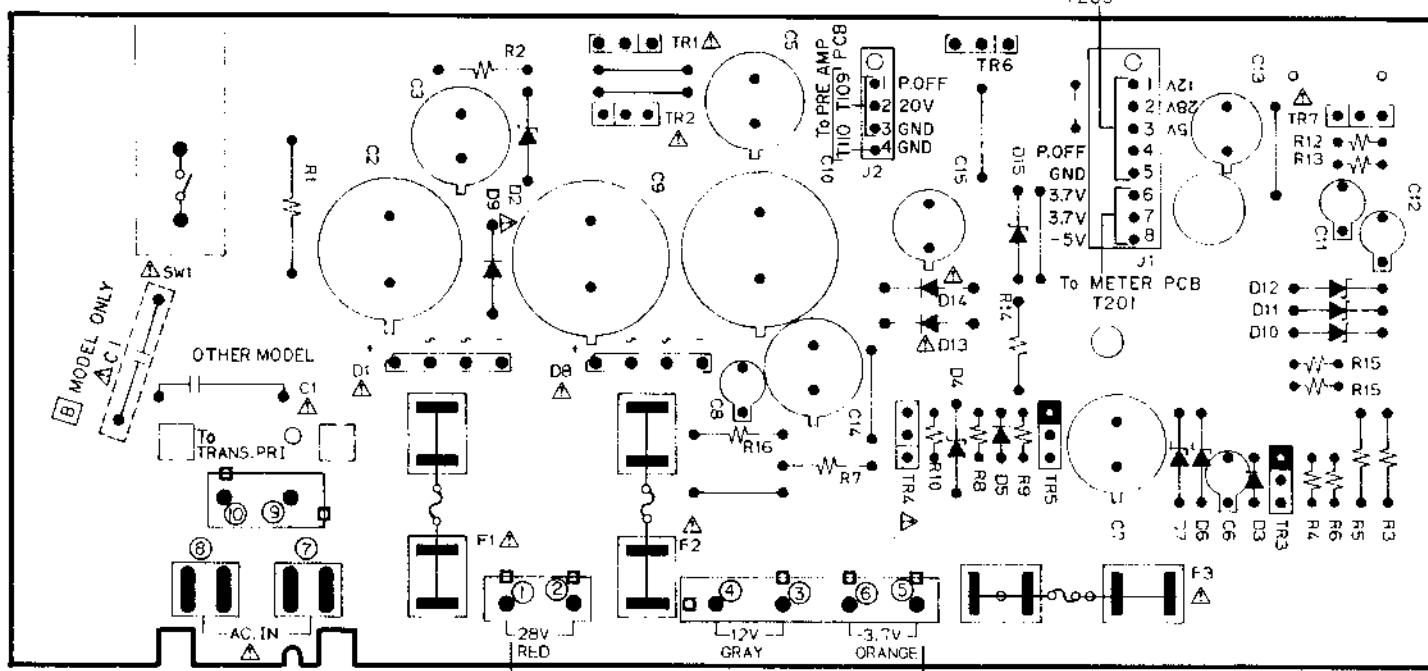 R2
TR1
C3
TR2
C5
To PRE AMP PCB
T110 T109
1 P.OFF
2 20V
3 GND
4 GND
J2
TR6
1 12V
2 28V
3 5V
P.OFF 4
GND 5
3.7V 6
3.7V 7
-5V 8
J1
To METER PCB
T201
C13
TR7
R12
R13
C11
C12
R1
C2
D9
D2
C9
D10
C15
D15
SW1
D14
D13
R14
D12
D11
D10
R15
R15
B MODEL ONLY
C1
OTHER MODEL
C1
+ ~ ~ -
D1
+ ~ ~ -
D8
C8
C14
R16
R7
TR4
R10
D4
R8
D5
R9
TR5
C7
D7
D6
C6
D3
TR3
R4
R6
R5
R3
To
TRANS.PRI
10 9
8 7
AC. IN
F1
F2
F3
1 2
28V
RED
4 3
12V
GRAY
6 5
-3.7V
ORANGE